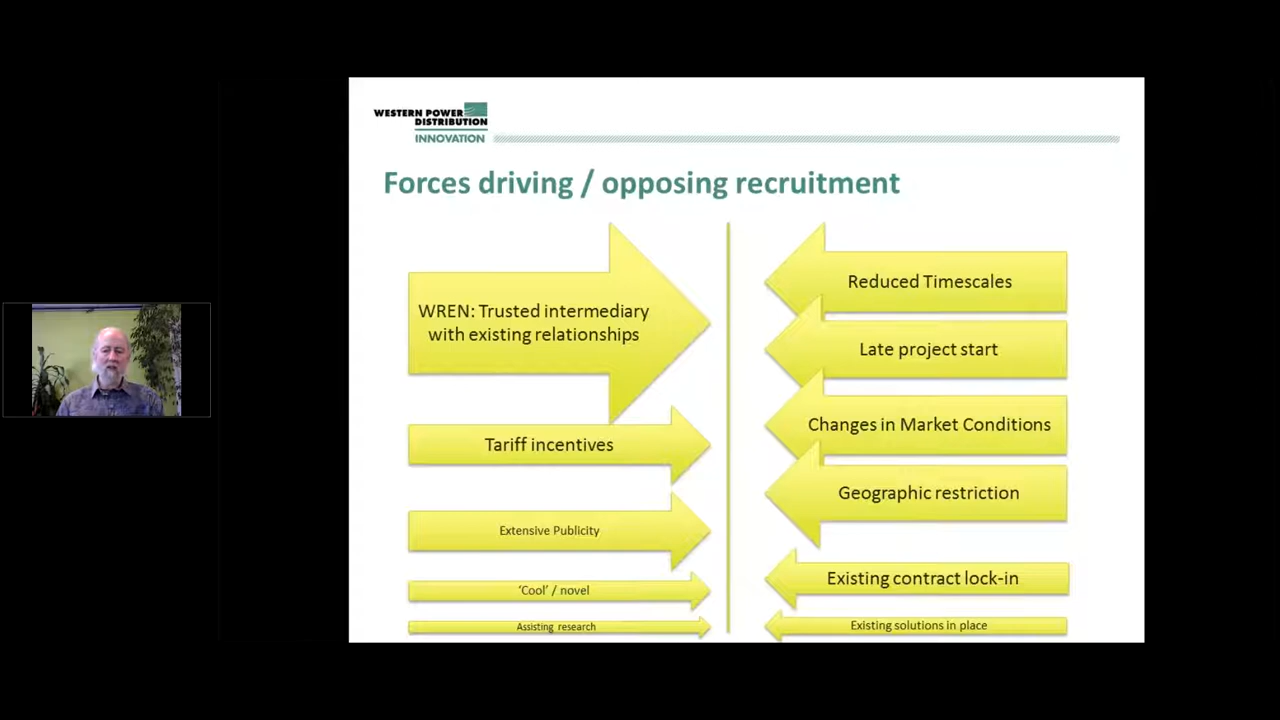 WESTERN POWER
DISTRIBUTION
INNOVATION
Forces driving / opposing recruitment
WREN: Trusted intermediary
with existing relationships
Tariff incentives
Extensive Publicity
‘Cool’ / novel
Assisting research
Reduced Timescales
Late project start
Changes in Market Conditions
Geographic restriction
Existing contract lock-in
Existing solutions in place